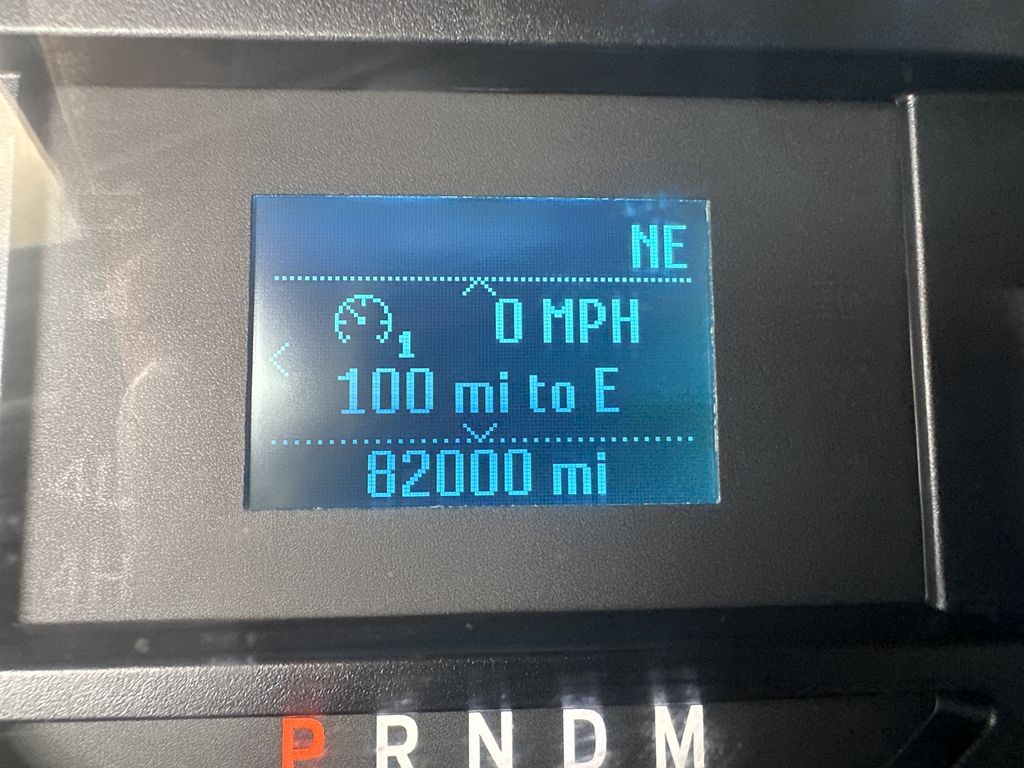 NE
1 0 MPH
100 mi to E
82000 mi
P R N D M